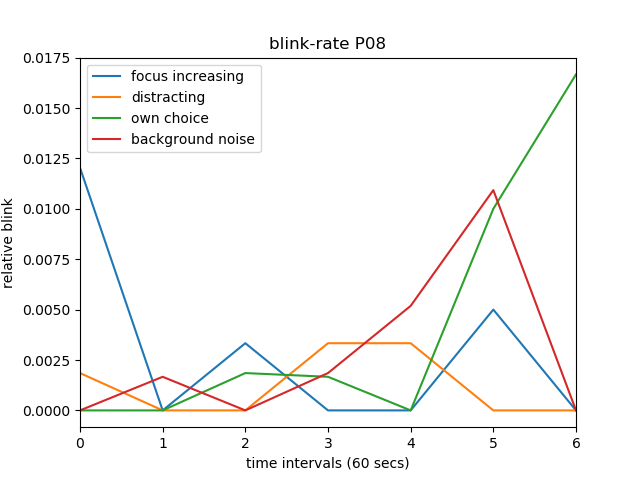 blink-rate P08
0.0175
0.0150
0.0125
0.0100
0.0075
0.0050
0.0025
0.0000
relative blink
focus increasing
distracting
own choice
background noise
0 1 2 3 4 5 6
time intervals (60 secs)